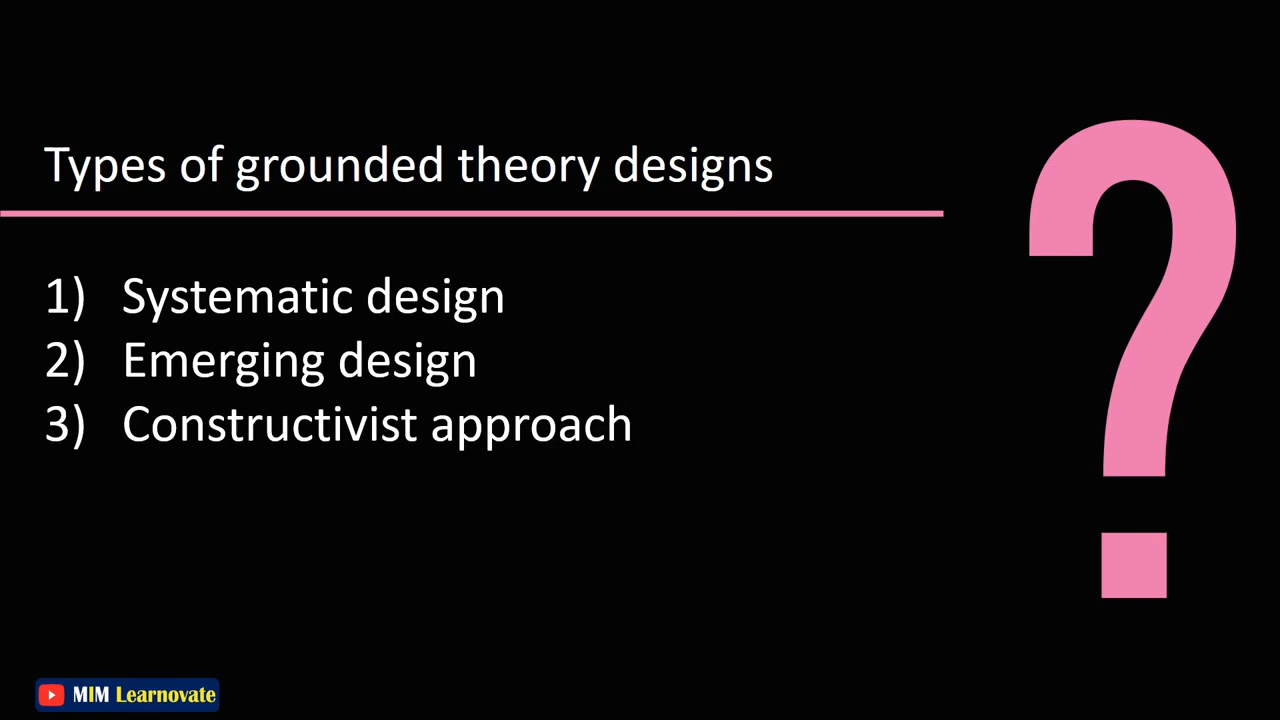 Types of grounded theory designs
1) Systematic design
2) Emerging design
3) Constructivist approach
?
MIM Learnovate